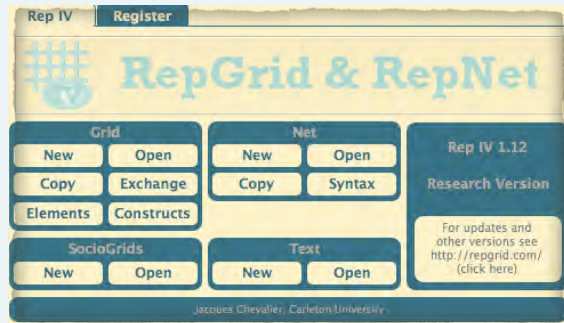 Rep IV Register
IV
RepGrid & RepNet
Grid
New Open
Copy Exchange
Elements Constructs
Net
New Open
Copy Syntax
Rep IV 1.12
Research Version
For updates and
other versions see
http://repgrid.com/
(click here)
SocioGrids
New Open
Text
New Open
Jacques Chevalier, Carleton University